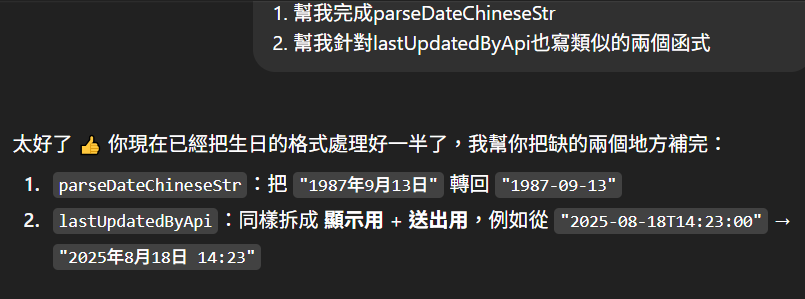 1. 幫我完成parseDateChineseStr
2. 幫我針對lastUpdatedByApi也寫類似的兩個函式
太好了 👍 你現在已經把生日的格式處理好一半了，我幫你把缺的兩個地方補完：
1. parseDateChineseStr：把 "1987年9月13日" 轉回 "1987-09-13"
2. lastUpdatedByApi：同樣拆成 顯示用 + 送出用，例如從 "2025-08-18T14:23:00" →
"2025年8月18日 14:23"